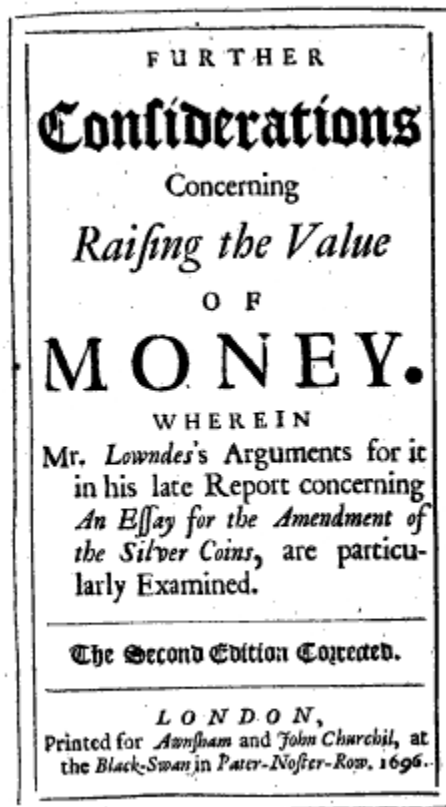 FURTHER
Conſiderations
Concerning
Raiſing the Value
OF
MONEY.
WHEREIN
Mr. Lowndes's Arguments for it
in his late Report concerning
An Eſſay for the Amendment of
the Silver Coins, are particu-
larly Examined.
The Second Edition Corrected.
LONDON,
Printed for Awnſham and John Churchil, at
the Black-Swan in Pater-Noſter-Row. 1696.